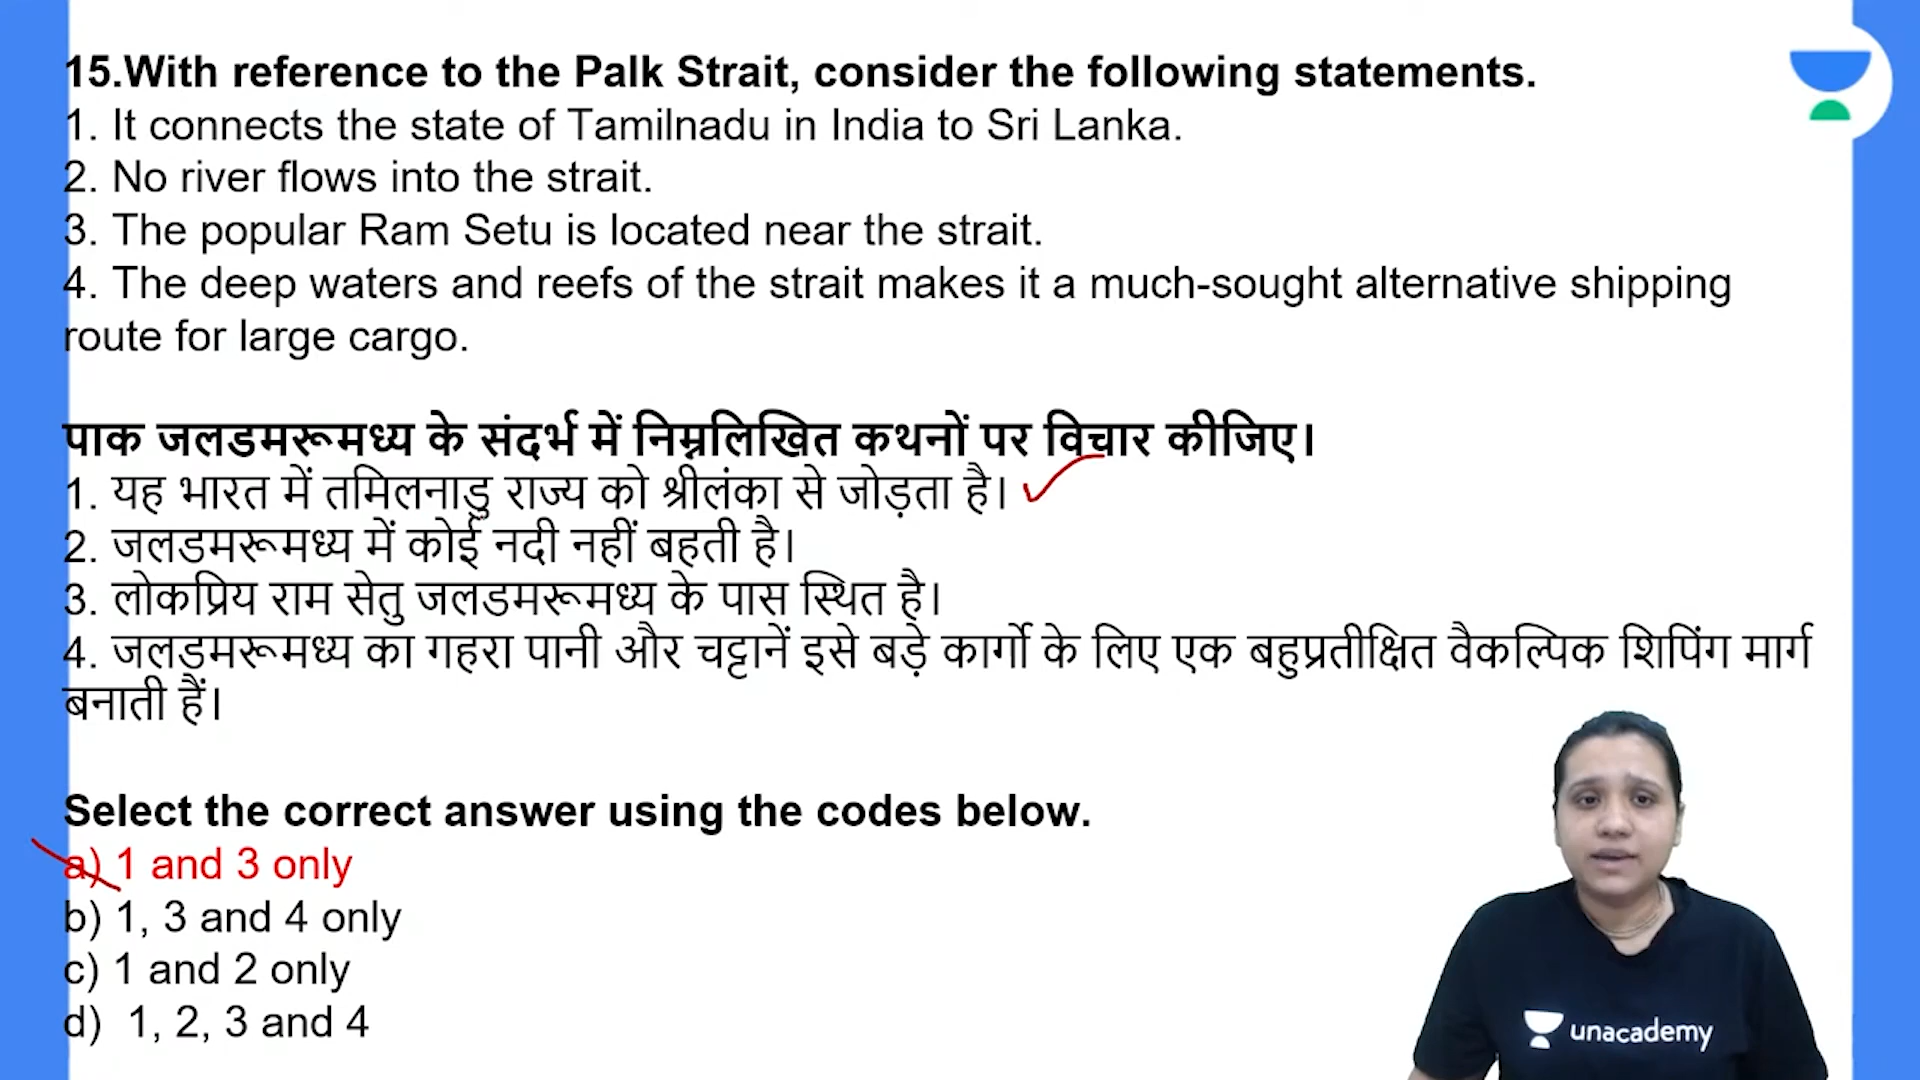 15.With reference to the Palk Strait, consider the following statements.
1. It connects the state of Tamilnadu in India to Sri Lanka.
2. No river flows into the strait.
3. The popular Ram Setu is located near the strait.
4. The deep waters and reefs of the strait makes it a much-sought alternative shipping
route for large cargo.
पाक जलडमरूमध्य के संदर्भ में निम्नलिखित कथनों पर विचार कीजिए।
1. यह भारत में तमिलनाडु राज्य को श्रीलंका से जोड़ता है।
2. जलडमरूमध्य में कोई नदी नहीं बहती है।
3. लोकप्रिय राम सेतु जलडमरूमध्य के पास स्थित है।
4. जलडमरूमध्य का गहरा पानी और चट्टानें इसे बड़े कार्गो के लिए एक बहुप्रतीक्षित वैकल्पिक शिपिंग मार्ग
बनाती हैं।
Select the correct answer using the codes below.
a) 1 and 3 only
b) 1, 3 and 4 only
c) 1 and 2 only
d) 1, 2, 3 and 4
unacademy